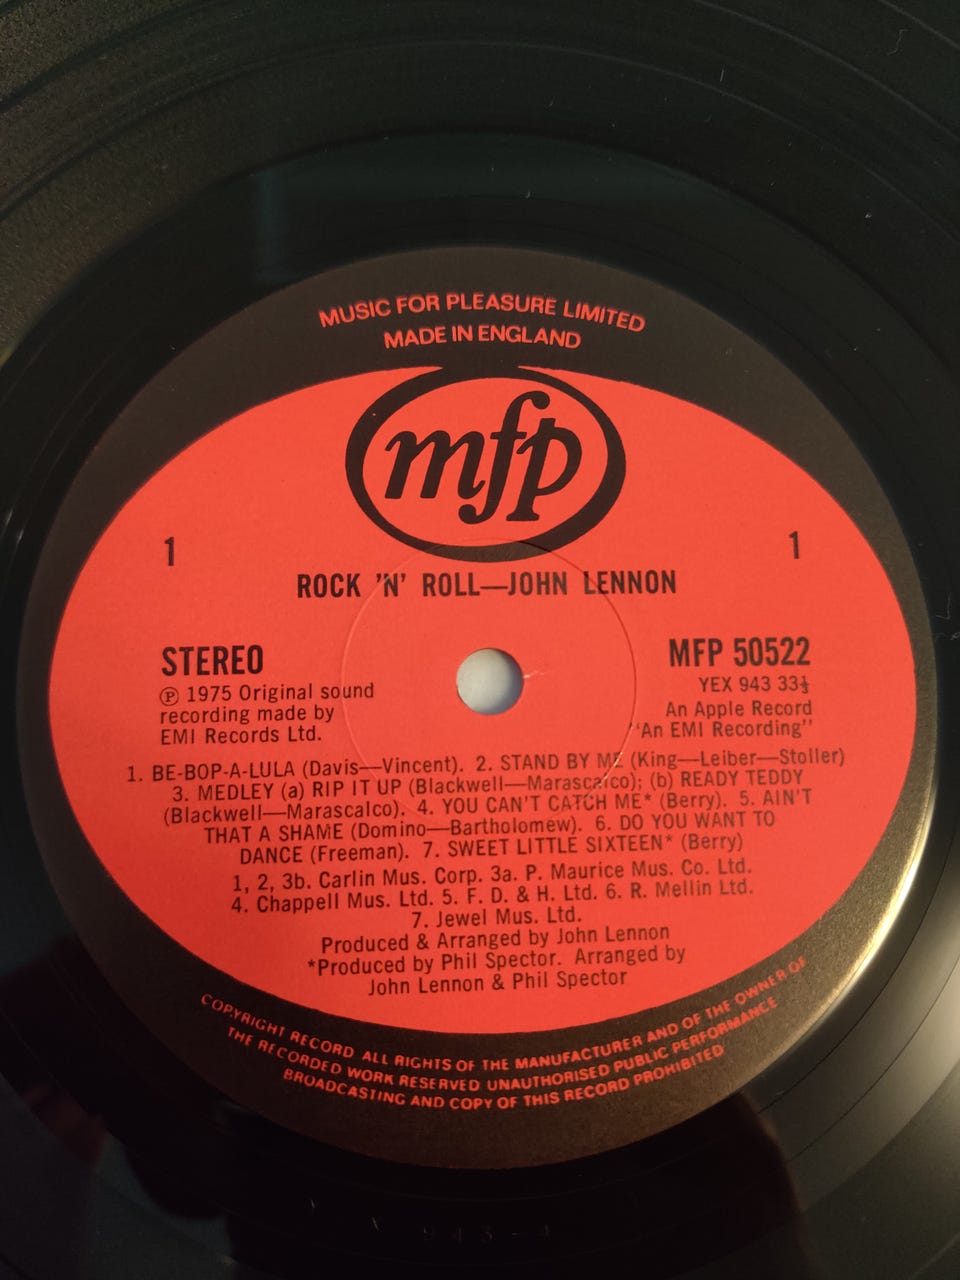 MUSIC FOR PLEASURE LIMITED
MADE IN ENGLAND
mfp
1
1
ROCK 'N' ROLL—JOHN LENNON
STEREO
℗ 1975 Original sound
recording made by
EMI Records Ltd.
MFP 50522
YEX 943 33⅓
An Apple Record
"An EMI Recording"
1. BE-BOP-A-LULA (Davis—Vincent). 2. STAND BY ME (King—Leiber—Stoller)
3. MEDLEY (a) RIP IT UP (Blackwell—Marascalco); (b) READY TEDDY
(Blackwell—Marascalco). 4. YOU CAN'T CATCH ME* (Berry). 5. AIN'T
THAT A SHAME (Domino—Bartholomew). 6. DO YOU WANT TO
DANCE (Freeman). 7. SWEET LITTLE SIXTEEN* (Berry)
1, 2, 3b. Carlin Mus. Corp. 3a. P. Maurice Mus. Co. Ltd.
4. Chappell Mus. Ltd. 5. F. D. & H. Ltd. 6. R. Mellin Ltd.
7. Jewel Mus. Ltd.
Produced & Arranged by John Lennon
*Produced by Phil Spector. Arranged by
John Lennon & Phil Spector
COPYRIGHT RECORD ALL RIGHTS OF THE MANUFACTURER AND OF THE OWNER OF
THE RECORDED WORK RESERVED UNAUTHORISED PUBLIC PERFORMANCE
BROADCASTING AND COPY OF THIS RECORD PROHIBITED